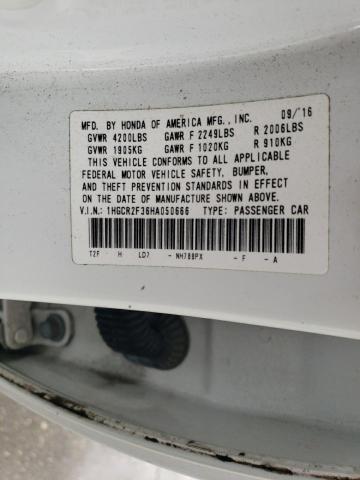 MFD. BY HONDA OF AMERICA MFG., INC. 09/16
GVWR 4200LBS GAWR F 2249LBS R 2006LBS
GVWR 1905KG GAWR F 1020KG R 910KG
THIS VEHICLE CONFORMS TO ALL APPLICABLE
FEDERAL MOTOR VEHICLE SAFETY, BUMPER,
AND THEFT PREVENTION STANDARDS IN EFFECT
ON THE DATE OF MANUFACTURE SHOWN ABOVE.
V.I.N.: 1HGCR2F36HA050666 TYPE: PASSENGER CAR
T2F H LD7 - NH788PX - F - A